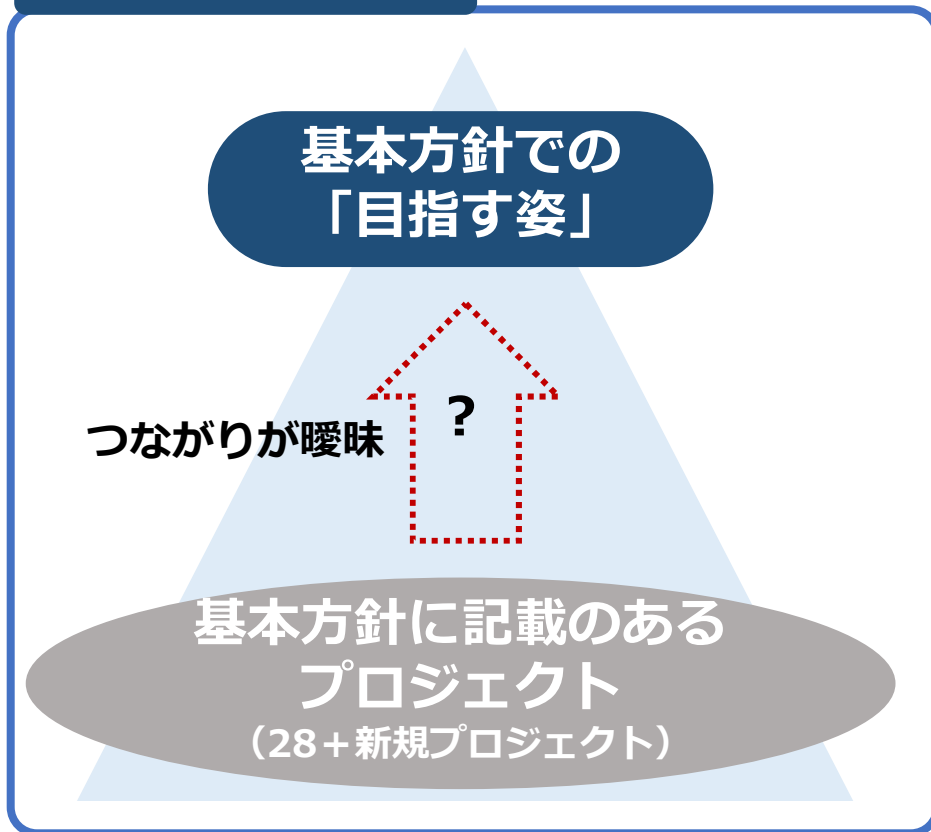 基本方針での
「目指す姿」
?
つながりが曖昧
基本方針に記載のある
プロジェクト
（28＋新規プロジェクト）